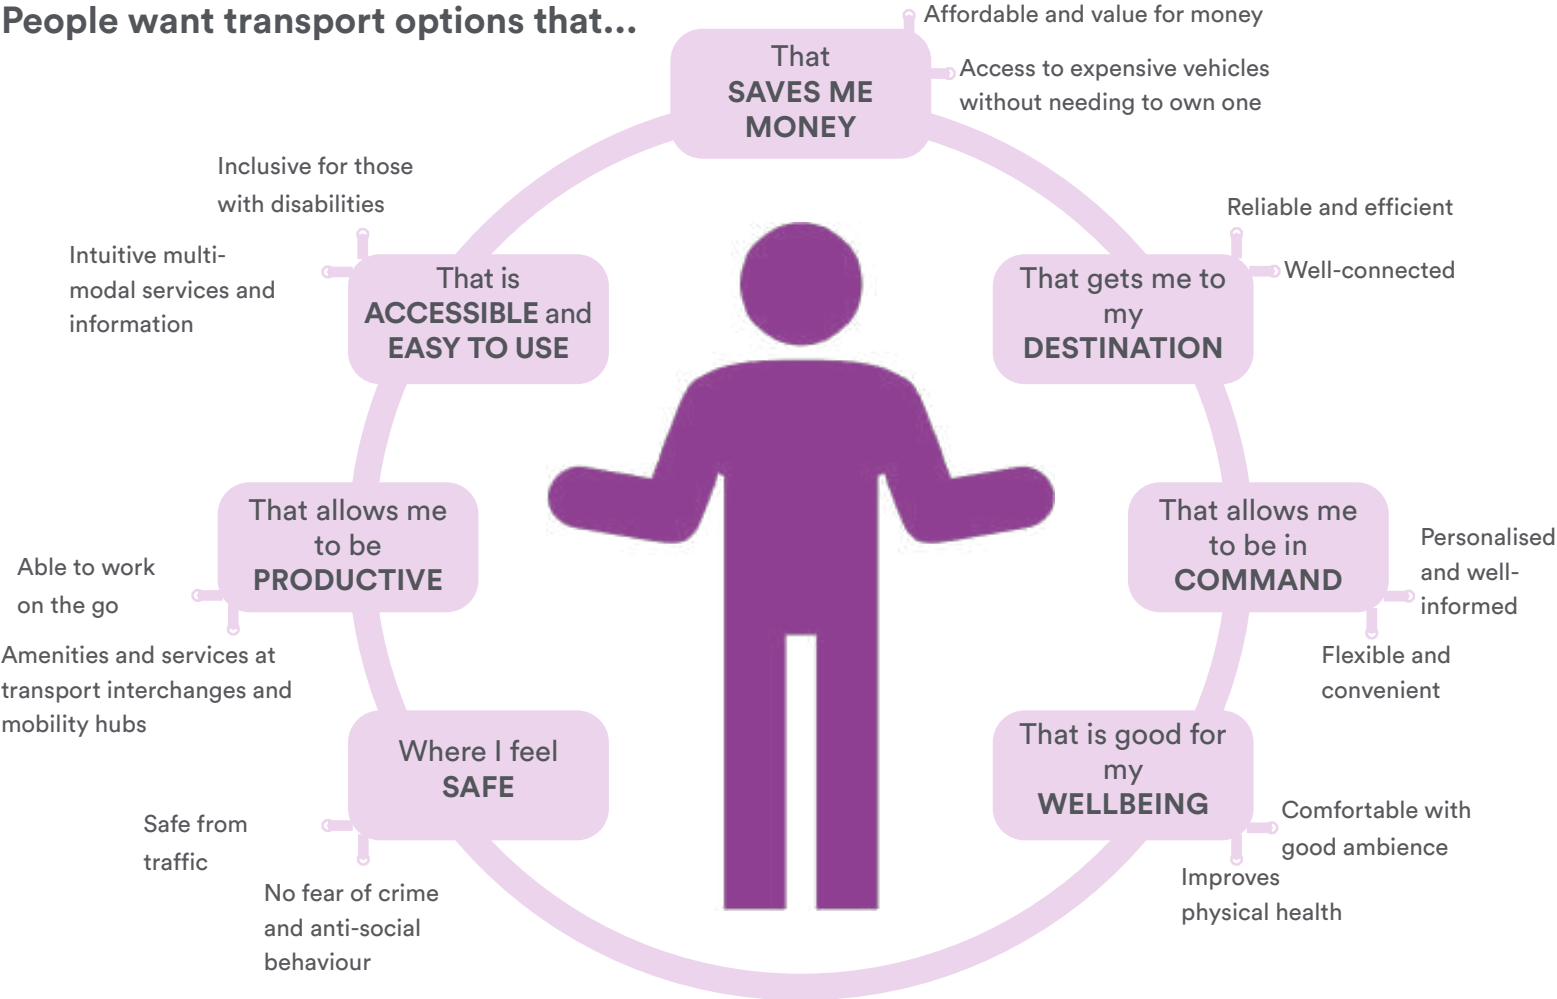 People want transport options that...
That
SAVES ME
MONEY
Affordable and value for money
Access to expensive vehicles
without needing to own one
That gets me to
my
DESTINATION
Reliable and efficient
Well-connected
That allows me
to be in
COMMAND
Personalised
and well-
informed
Flexible and
convenient
That is good for
my
WELLBEING
Comfortable with
good ambience
Improves
physical health
Where I feel
SAFE
Safe from
traffic
No fear of crime
and anti-social
behaviour
That allows me
to be
PRODUCTIVE
Able to work
on the go
Amenities and services at
transport interchanges and
mobility hubs
That is
ACCESSIBLE and
EASY TO USE
Inclusive for those
with disabilities
Intuitive multi-
modal services and
information